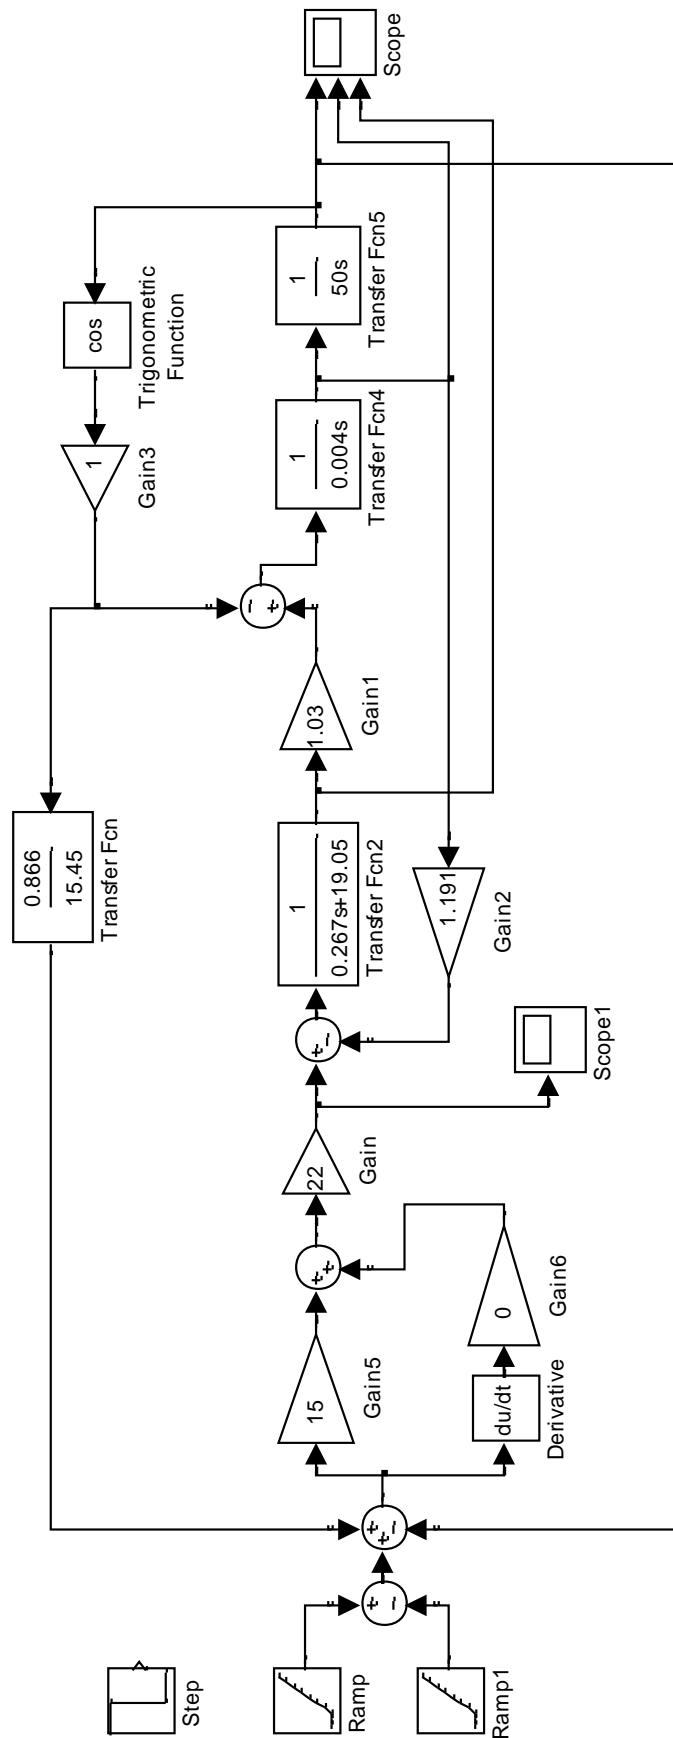 Step
Ramp
Ramp1
+
−
+
+
−
15
Gain5
du/dt
Derivative
0
Gain6
+
+
22
Gain
Scope1
+
−
1
0.267s+19.05
Transfer Fcn2
1.191
Gain2
0.866
15.45
Transfer Fcn
1.03
Gain1
−
+
1
Gain3
cos
Trigonometric
Function
1
0.004s
Transfer Fcn4
1
50s
Transfer Fcn5
Scope